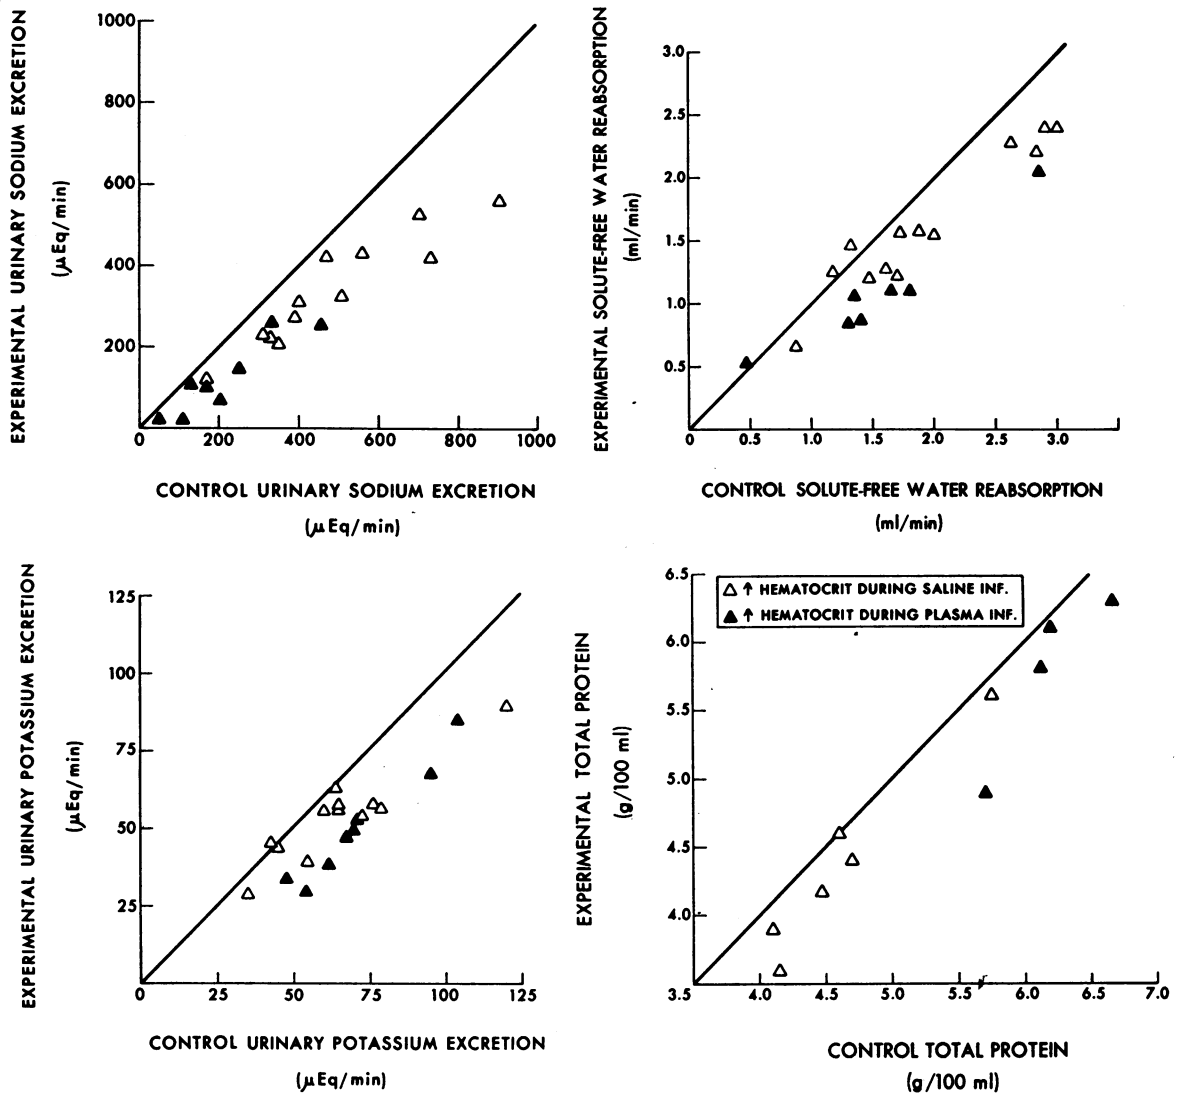 EXPERIMENTAL URINARY SODIUM EXCRETION
(μEq/min)
1000
800
600
400
200
0 200 400 600 800 1000
CONTROL URINARY SODIUM EXCRETION
(μEq/min)
EXPERIMENTAL SOLUTE-FREE WATER REABSORPTION
(ml/min)
3.0
2.5
2.0
1.5
1.0
0.5
0 0.5 1.0 1.5 2.0 2.5 3.0
CONTROL SOLUTE-FREE WATER REABSORPTION
(ml/min)
EXPERIMENTAL URINARY POTASSIUM EXCRETION
(μEq/min)
125
100
75
50
25
0 25 50 75 100 125
CONTROL URINARY POTASSIUM EXCRETION
(μEq/min)
EXPERIMENTAL TOTAL PROTEIN
(g/100 ml)
6.5
6.0
5.5
5.0
4.5
4.0
3.5 4.0 4.5 5.0 5.5 6.0 6.5 7.0
△ ↑ HEMATOCRIT DURING SALINE INF.
▲ ↑ HEMATOCRIT DURING PLASMA INF.
CONTROL TOTAL PROTEIN
(g/100 ml)